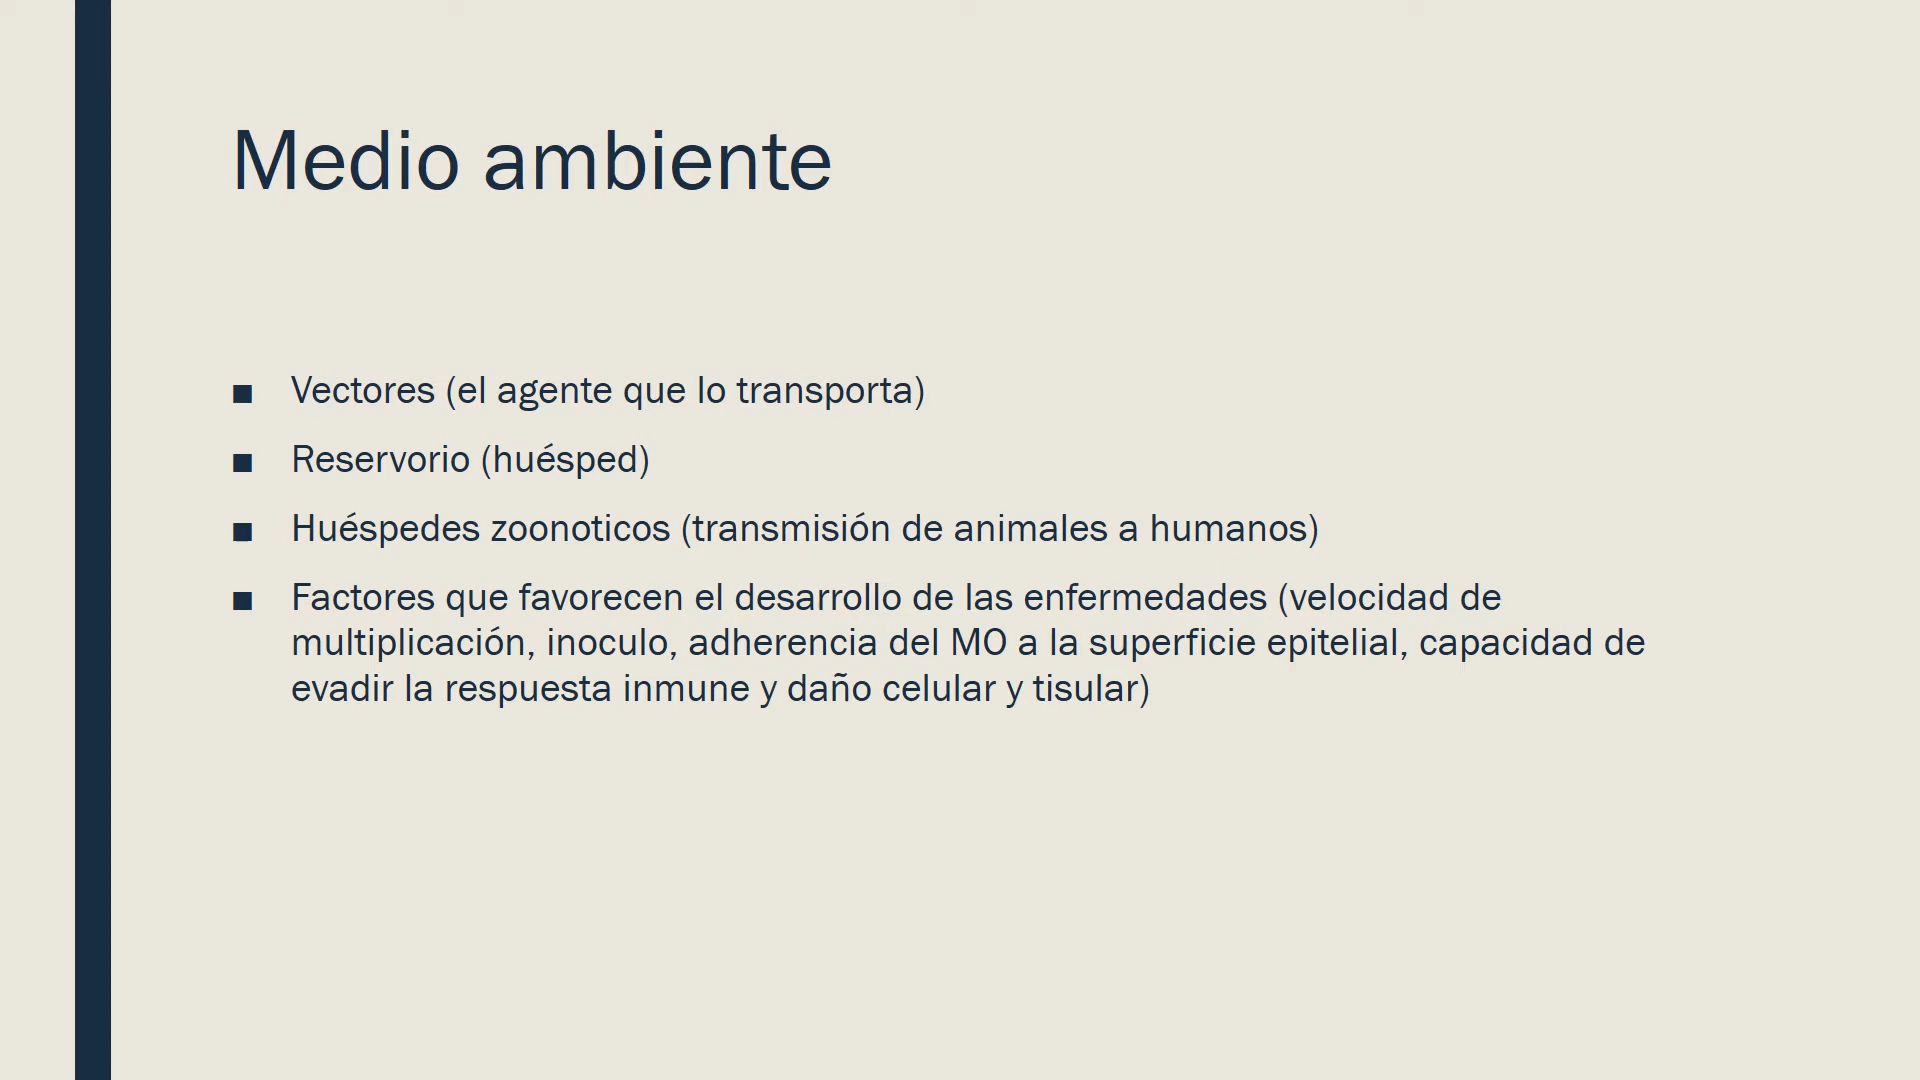 Medio ambiente
■ Vectores (el agente que lo transporta)
■ Reservorio (huésped)
■ Huéspedes zoonoticos (transmisión de animales a humanos)
■ Factores que favorecen el desarrollo de las enfermedades (velocidad de
multiplicación, inoculo, adherencia del MO a la superficie epitelial, capacidad de
evadir la respuesta inmune y daño celular y tisular)